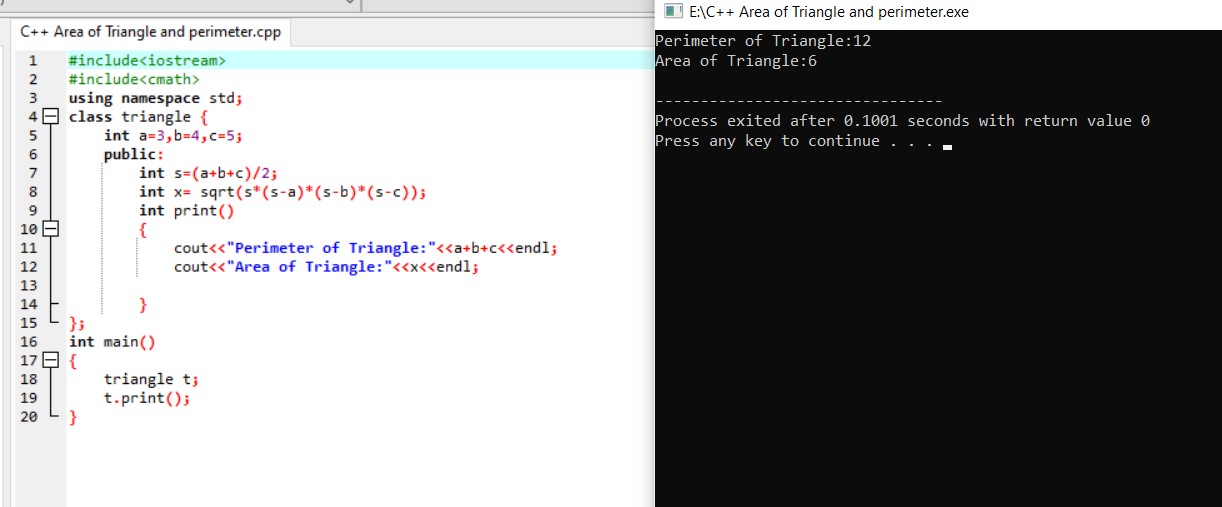 C++ Area of Triangle and perimeter.cpp
1 #include<iostream>
2 #include<cmath>
3 using namespace std;
4 class triangle {
5 int a=3,b=4,c=5;
6 public:
7 int s=(a+b+c)/2;
8 int x= sqrt(s*(s-a)*(s-b)*(s-c));
9 int print()
10 {
11 cout<<"Perimeter of Triangle:"<<a+b+c<<endl;
12 cout<<"Area of Triangle:"<<x<<endl;
13
14 }
15 };
16 int main()
17 {
18 triangle t;
19 t.print();
20 }
E:\C++ Area of Triangle and perimeter.exe
Perimeter of Triangle:12
Area of Triangle:6
--------------------------------
Process exited after 0.1001 seconds with return value 0
Press any key to continue . . .